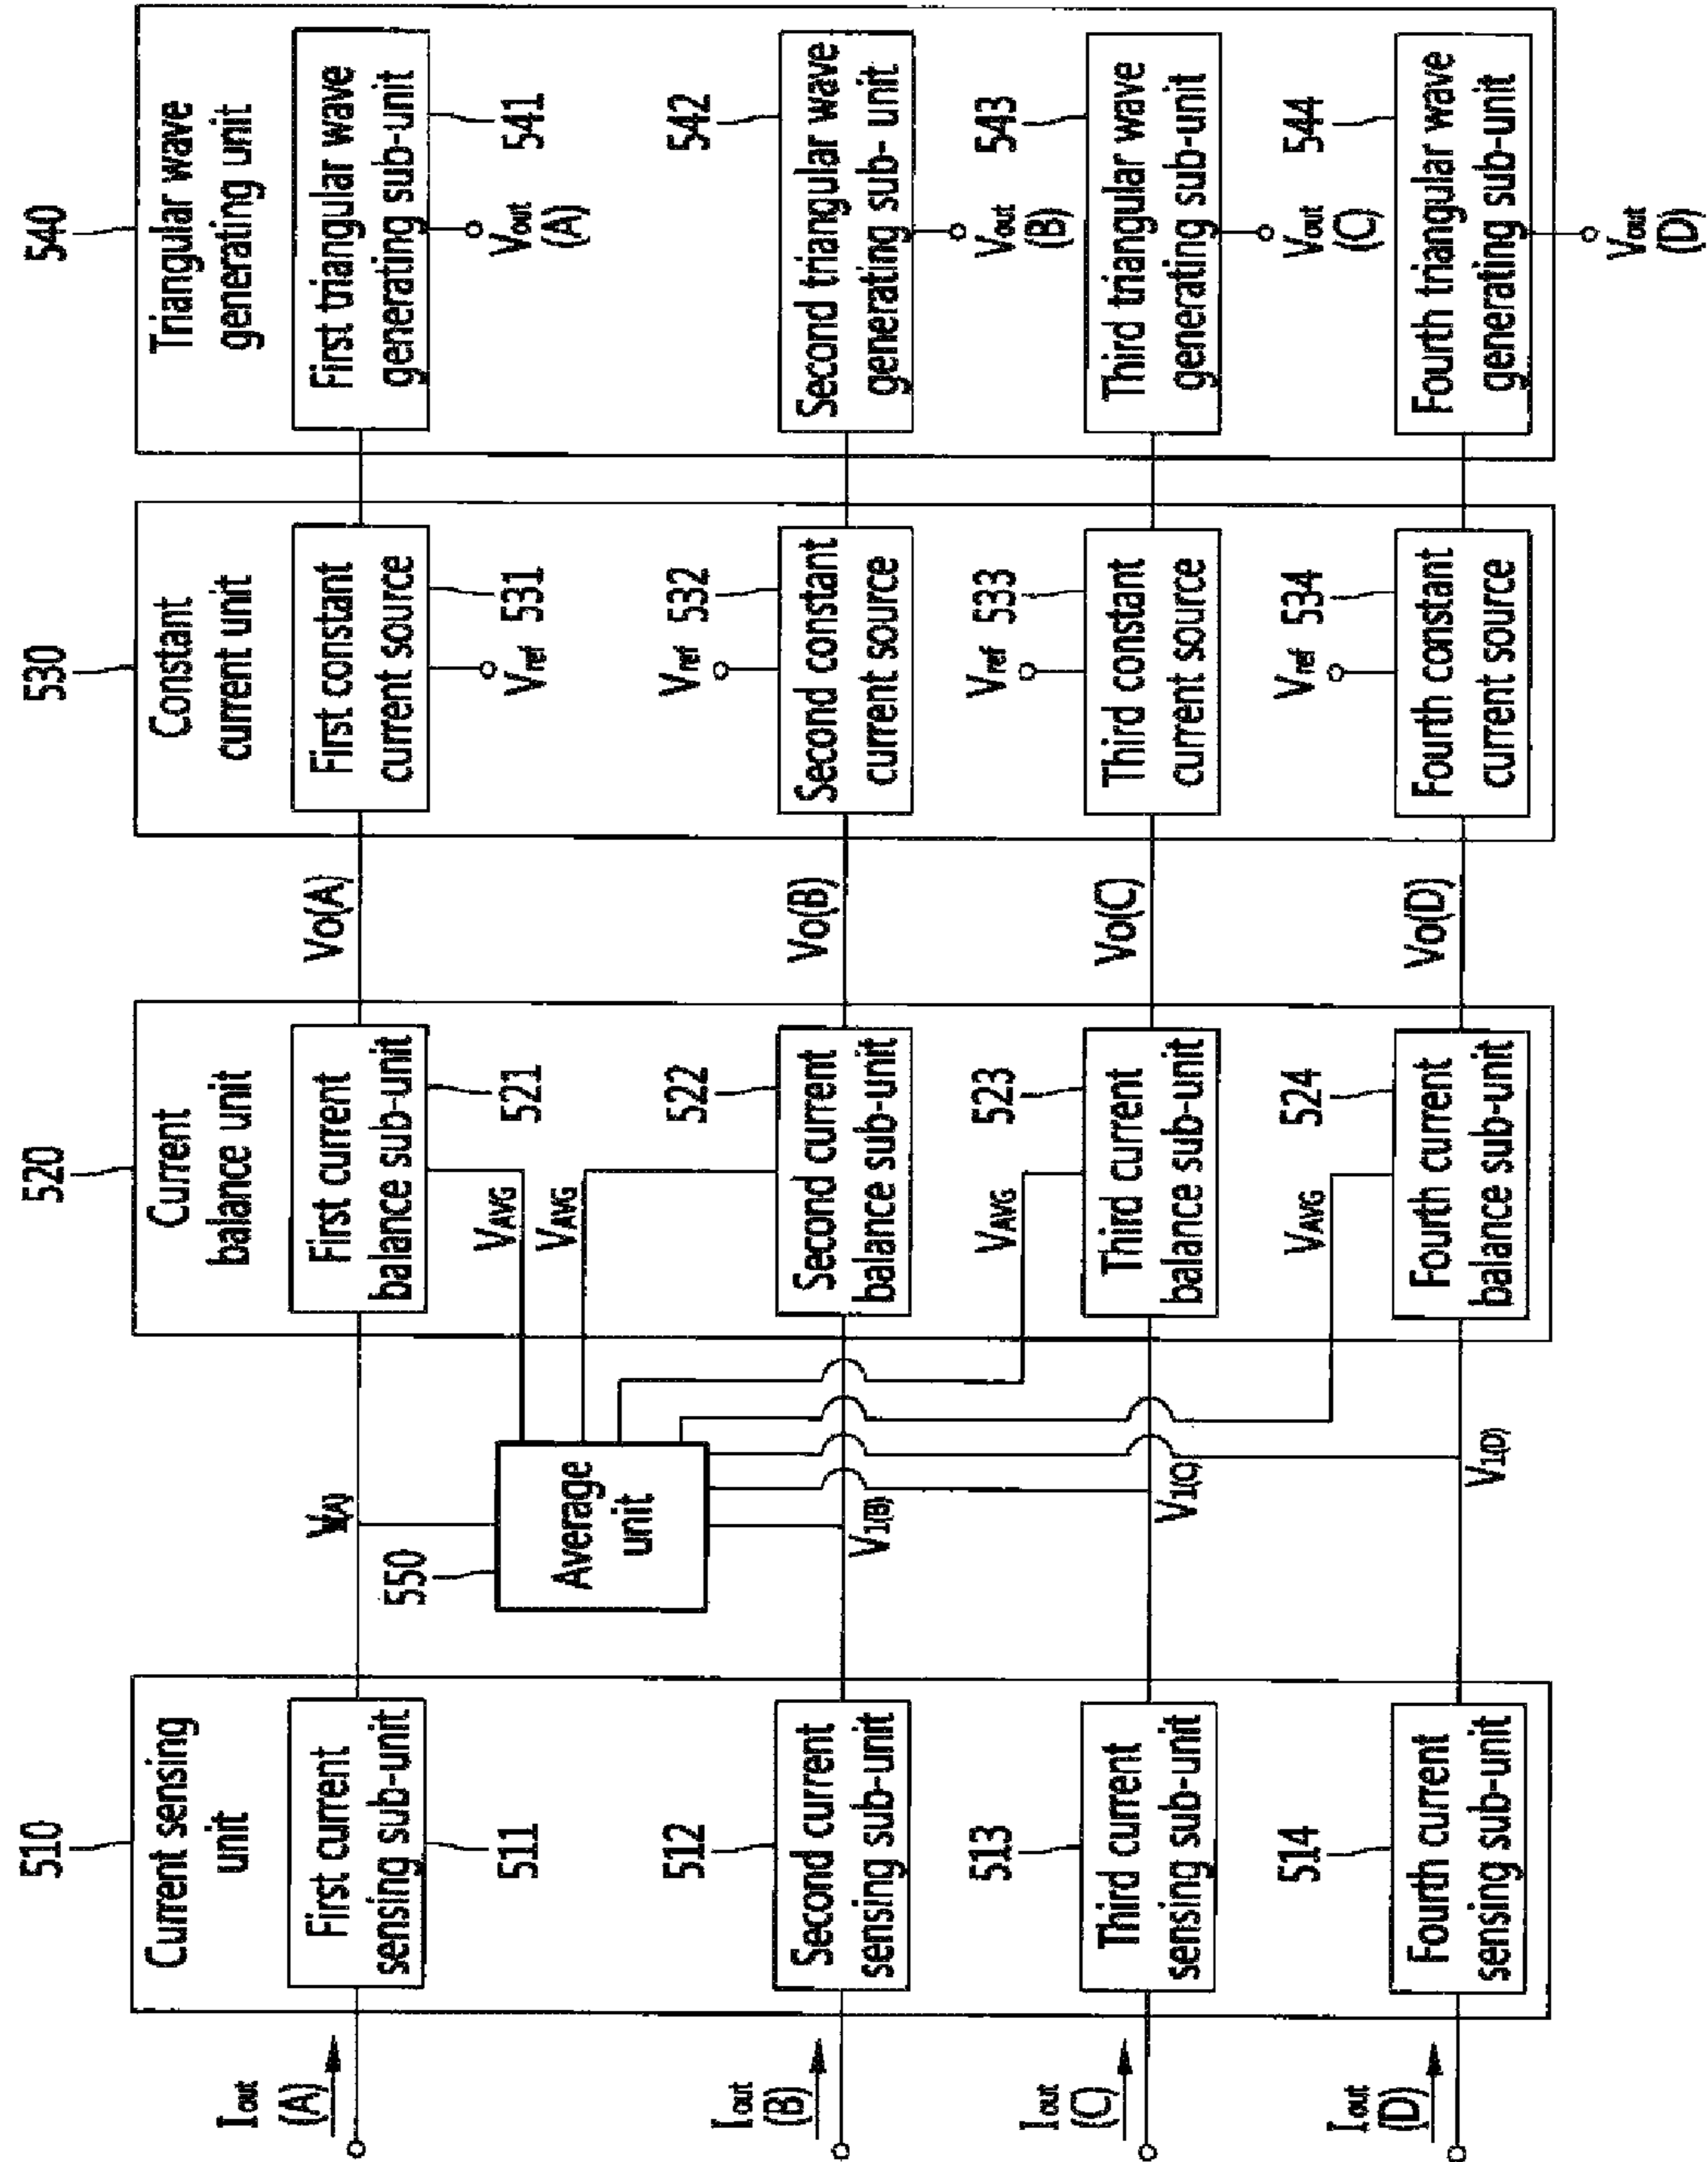 510
520
530
540
Current sensing
unit
Current
balance unit
Constant
current unit
Triangular wave
generating unit
Iout
(A)
First current
sensing sub-unit
511
First current
balance sub-unit
521
VAVG
VAVG
Vo(A)
First constant
current source
Vref
531
First triangular wave
generating sub-unit
541
Vout
(A)
550
Average
unit
Iout
(B)
512
Second current
sensing sub-unit
V1(B)
522
Second current
balance sub-unit
Vo(B)
Vref
532
Second constant
current source
542
Second triangular wave
generating sub- unit
Vout
(B)
Iout
(C)
513
Third current
sensing sub-unit
V1(C)
VAVG
523
Third current
balance sub-unit
Vo(C)
Vref
533
Third constant
current source
543
Third triangular wave
generating sub-unit
Vout
(C)
Iout
(D)
514
Fourth current
sensing sub-unit
V1(D)
VAVG
524
Fourth current
balance sub-unit
Vo(D)
Vref
534
Fourth constant
current source
544
Fourth triangular wave
generating sub-unit
Vout
(D)